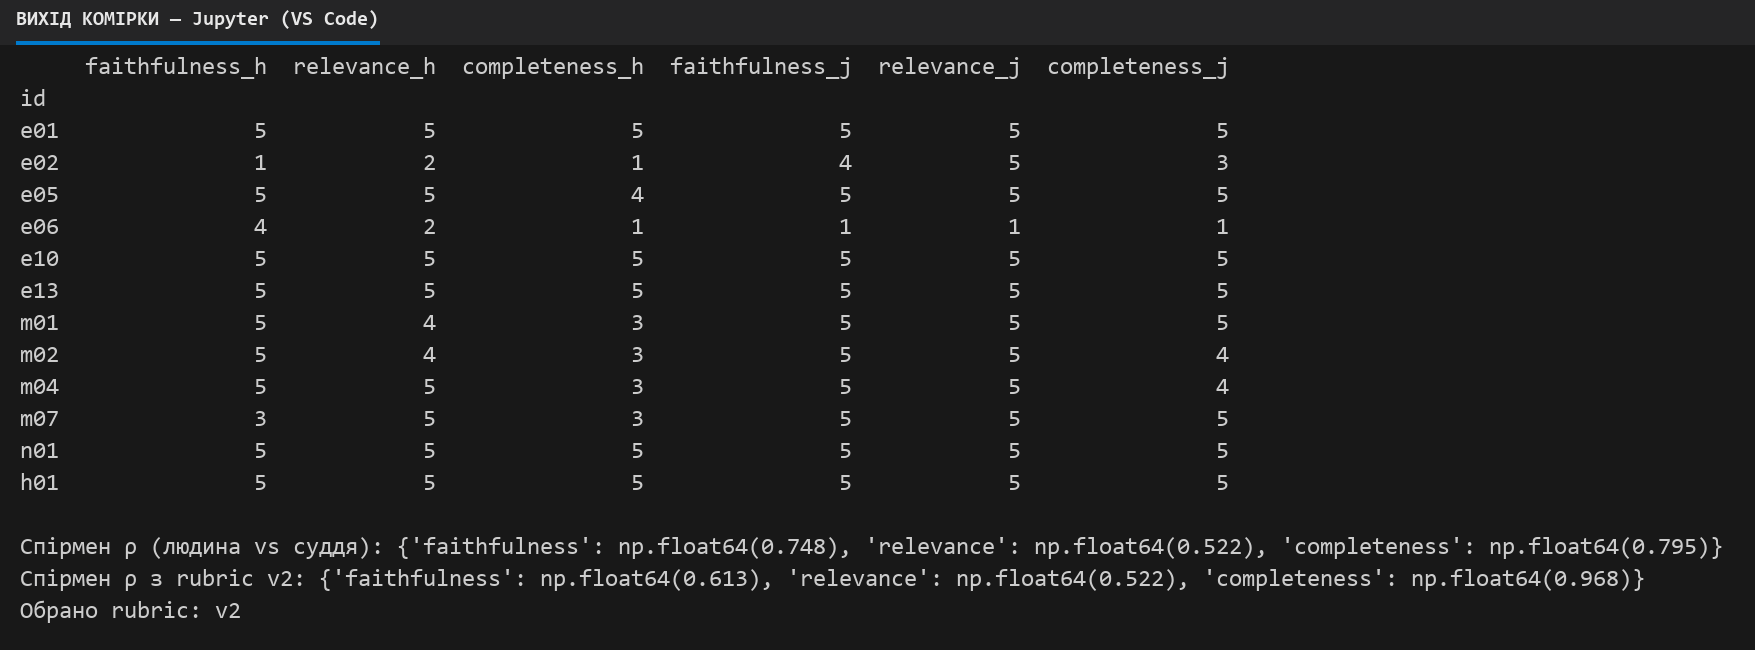 ВИХІД КОМІРКИ — Jupyter (VS Code)
faithfulness_h relevance_h completeness_h faithfulness_j relevance_j completeness_j
id
e01 5 5 5 5 5 5
e02 1 2 1 4 5 3
e05 5 5 4 5 5 5
e06 4 2 1 1 1 1
e10 5 5 5 5 5 5
e13 5 5 5 5 5 5
m01 5 4 3 5 5 5
m02 5 4 3 5 5 4
m04 5 5 3 5 5 4
m07 3 5 3 5 5 5
n01 5 5 5 5 5 5
h01 5 5 5 5 5 5
Спірмен ρ (людина vs суддя): {'faithfulness': np.float64(0.748), 'relevance': np.float64(0.522), 'completeness': np.float64(0.795)}
Спірмен ρ з rubric v2: {'faithfulness': np.float64(0.613), 'relevance': np.float64(0.522), 'completeness': np.float64(0.968)}
Обрано rubric: v2